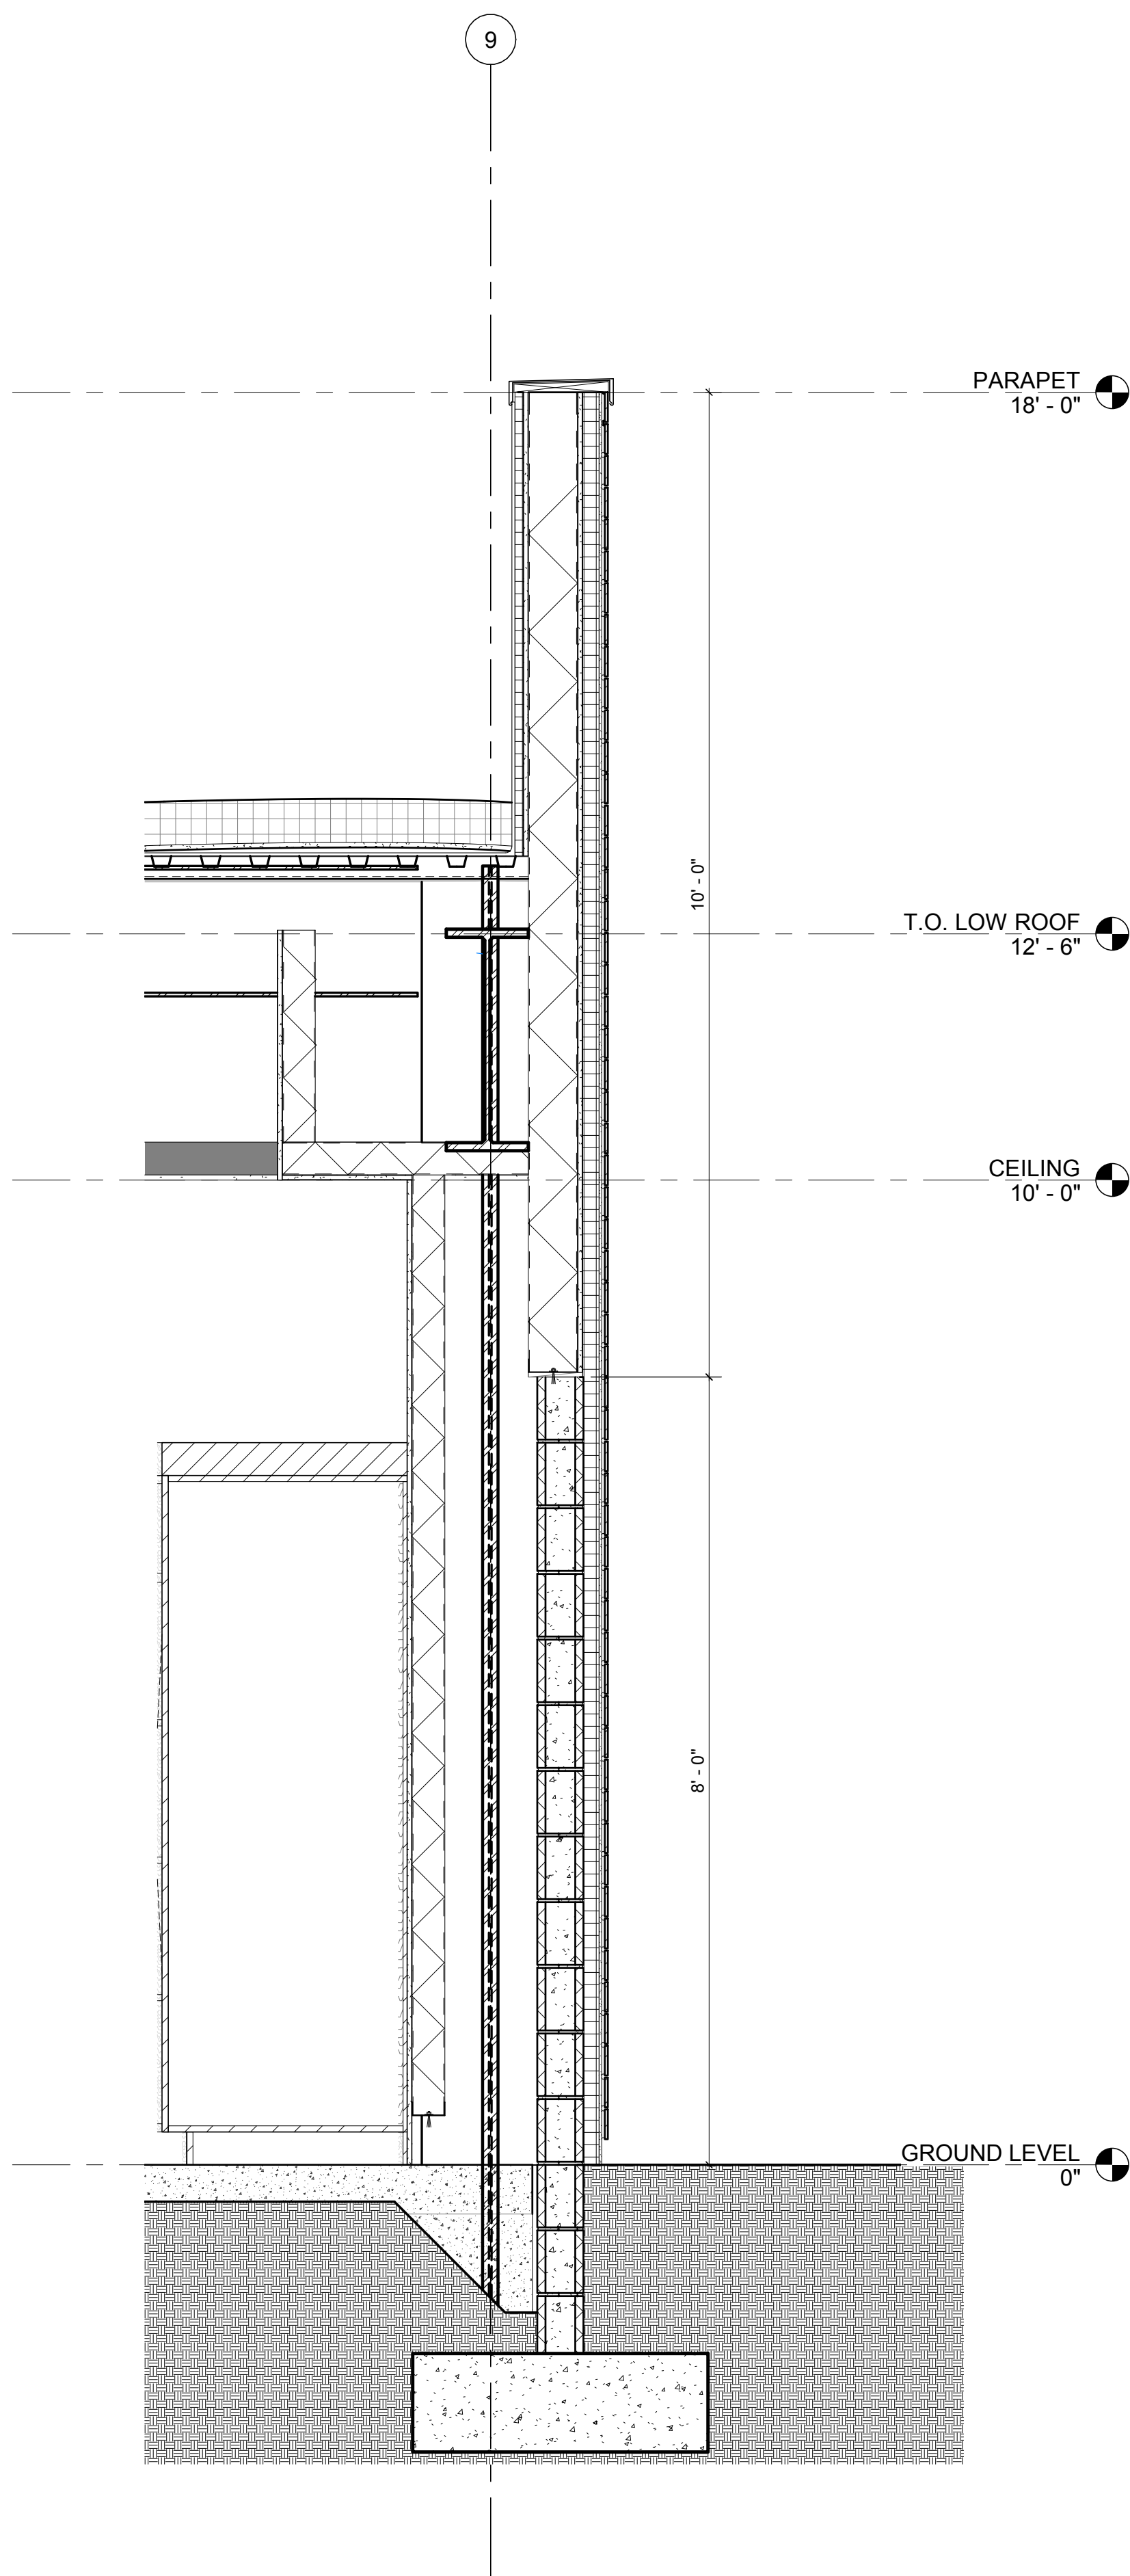 9
PARAPET
18' - 0"
10' - 0"
T.O. LOW ROOF
12' - 6"
CEILING
10' - 0"
8' - 0"
GROUND LEVEL
0"